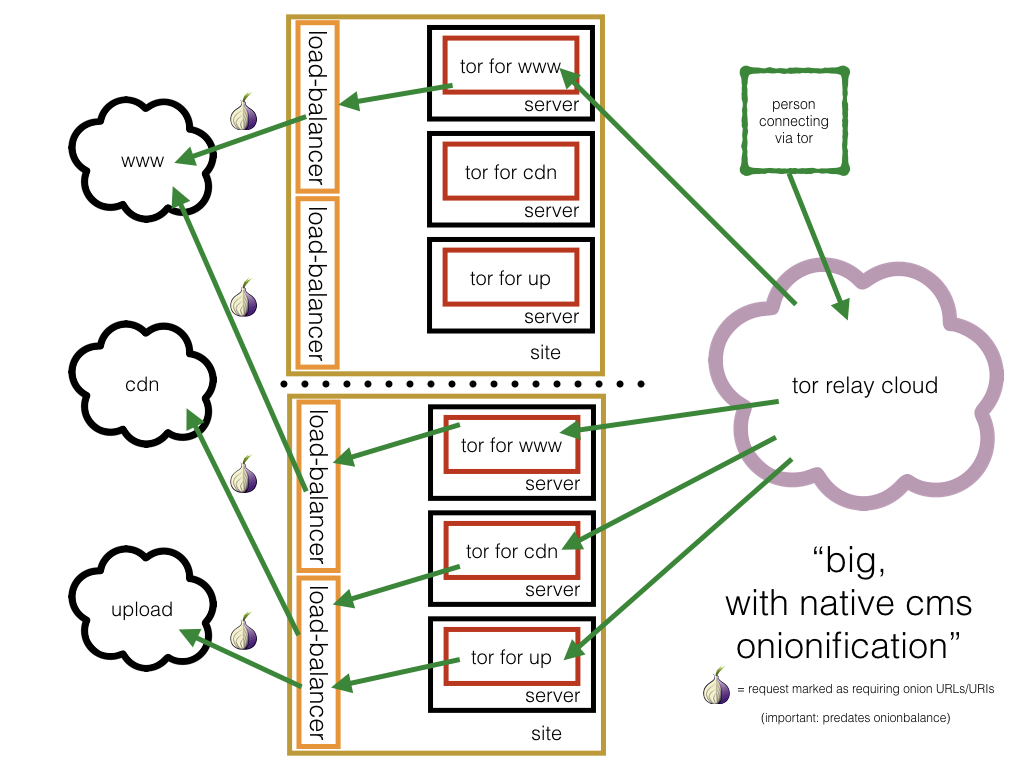 load-balancer
tor for www
server
tor for cdn
server
load-balancer
tor for up
server
site
www
cdn
upload
person
connecting
via tor
tor relay cloud
load-balancer
tor for www
server
tor for cdn
server
load-balancer
tor for up
server
site
“big,
with native cms
onionification”
= request marked as requiring onion URLs/URIs
(important: predates onionbalance)